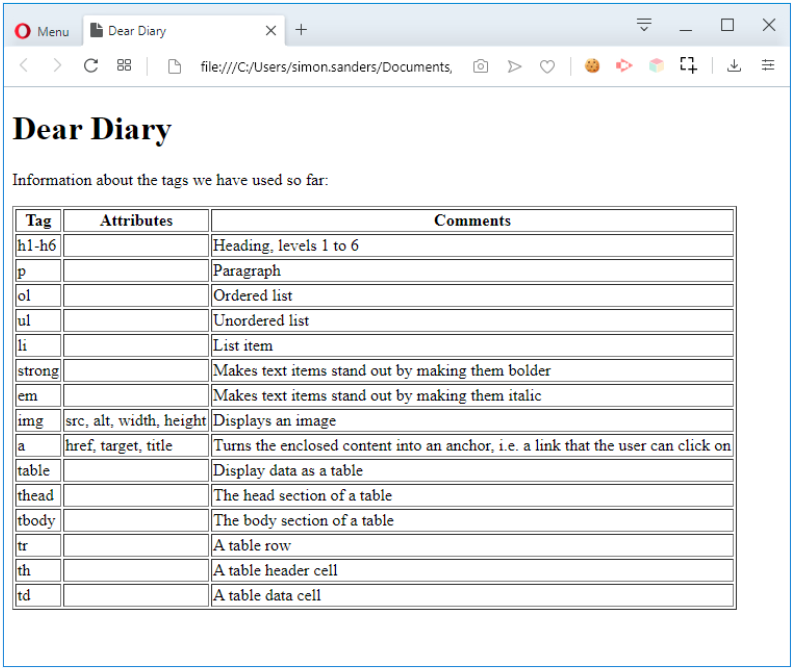 Menu Dear Diary
file:///C:/Users/simon.sanders/Documents,
Dear Diary
Information about the tags we have used so far:
Tag Attributes Comments
h1-h6 Heading, levels 1 to 6
p Paragraph
ol Ordered list
ul Unordered list
li List item
strong Makes text items stand out by making them bolder
em Makes text items stand out by making them italic
img src, alt, width, height Displays an image
a href, target, title Turns the enclosed content into an anchor, i.e. a link that the user can click on
table Display data as a table
thead The head section of a table
tbody The body section of a table
tr A table row
th A table header cell
td A table data cell